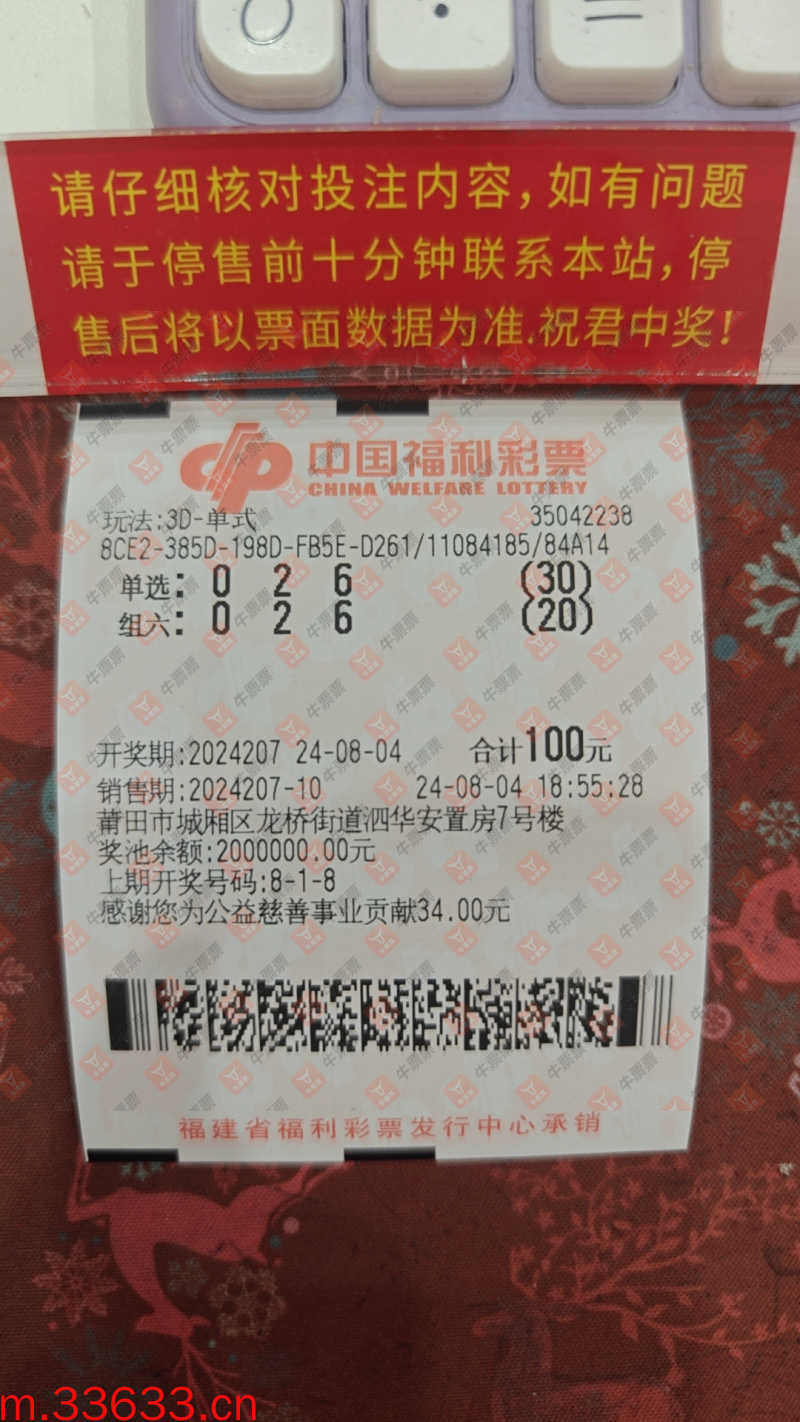 请仔细核对投注内容，如有问题
请于停售前十分钟联系本站，停
售后将以票面数据为准.祝君中奖！
中国福利彩票
CHINA WELFARE LOTTERY
玩法:3D-单式 35042238
8CE2-385D-198D-FB5E-D261/11084185/84A14
单选: 0 2 6 (30)
组六: 0 2 6 (20)
开奖期:2024207 24-08-04 合计100元
销售期:2024207-10 24-08-04 18:55:28
莆田市城厢区龙桥街道泗华安置房7号楼
奖池余额:2000000.00元
上期开奖号码:8-1-8
感谢您为公益慈善事业贡献34.00元
福建省福利彩票发行中心承销
牛票票
m.33633.cn